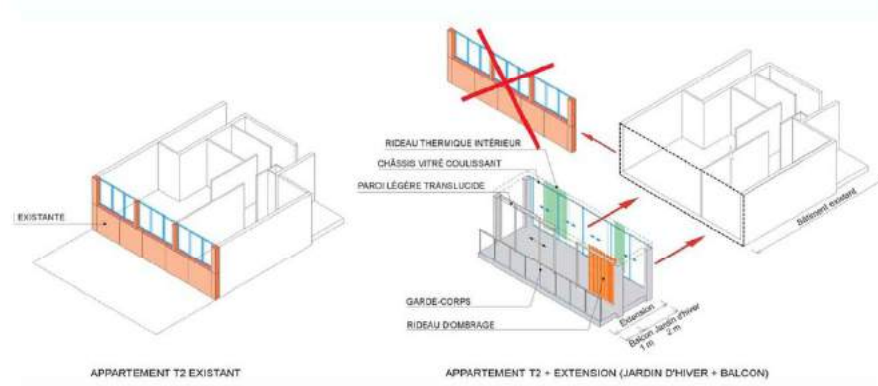 EXISTANTE
APPARTEMENT T2 EXISTANT
RIDEAU THERMIQUE INTÉRIEUR
CHÂSSIS VITRÉ COULISSANT
PAROI LÉGÈRE TRANSLUCIDE
GARDE-CORPS
RIDEAU D'OMBRAGE
Bâtiment existant
Extension
Balcon Jardin d'hiver
1 m 2 m
APPARTEMENT T2 + EXTENSION (JARDIN D'HIVER + BALCON)